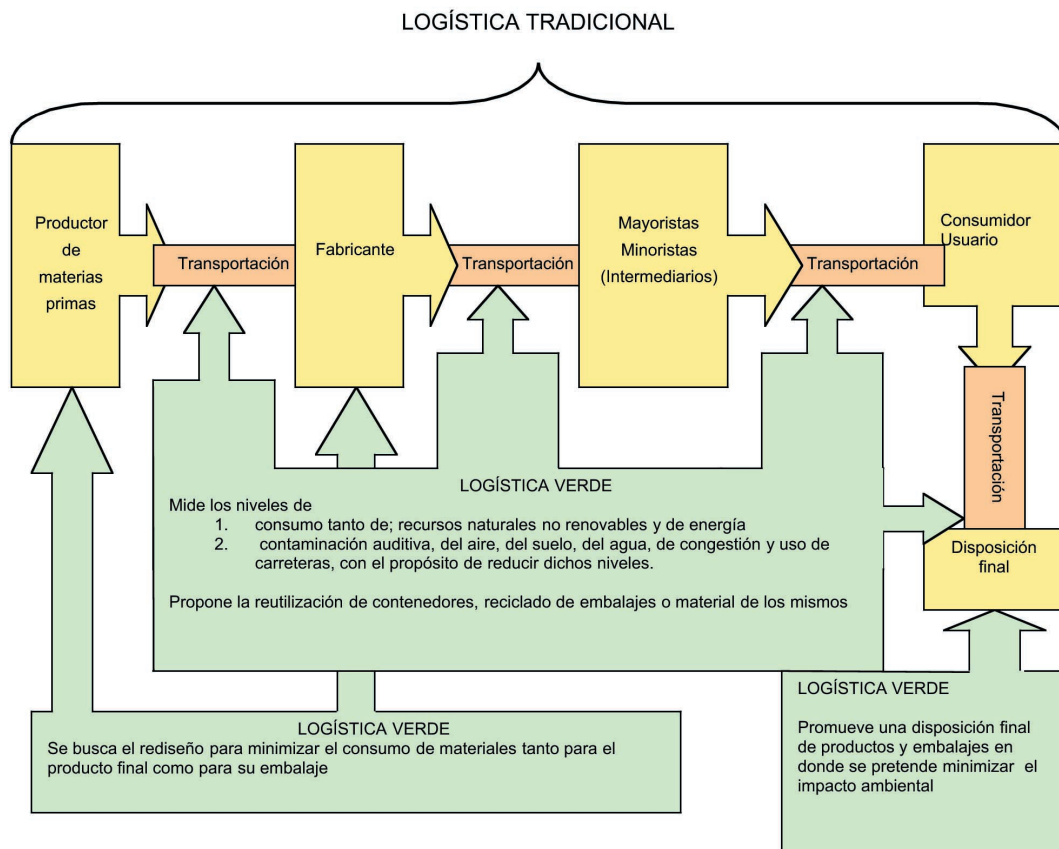 LOGÍSTICA TRADICIONAL
Productor
de
materias
primas
Transportación
Fabricante
Transportación
Mayoristas
Minoristas
(Intermediarios)
Transportación
Consumidor
Usuario
Transportación
Disposición
final
LOGÍSTICA VERDE
Mide los niveles de
1. consumo tanto de; recursos naturales no renovables y de energía
2. contaminación auditiva, del aire, del suelo, del agua, de congestión y uso de
carreteras, con el propósito de reducir dichos niveles.
Propone la reutilización de contenedores, reciclado de embalajes o material de los mismos
LOGÍSTICA VERDE
Se busca el rediseño para minimizar el consumo de materiales tanto para el
producto final como para su embalaje
LOGÍSTICA VERDE
Promueve una disposición final
de productos y embalajes en
donde se pretende minimizar el
impacto ambiental